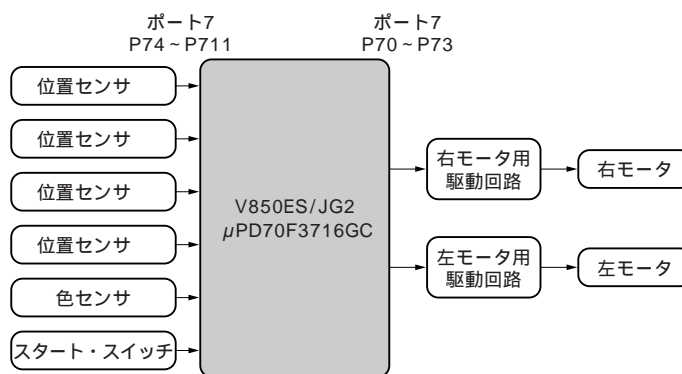 ポート7
P74～P711
ポート7
P70～P73
位置センサ
位置センサ
位置センサ
位置センサ
色センサ
スタート・スイッチ
V850ES/JG2
μPD70F3716GC
右モータ用
駆動回路
右モータ
左モータ用
駆動回路
左モータ